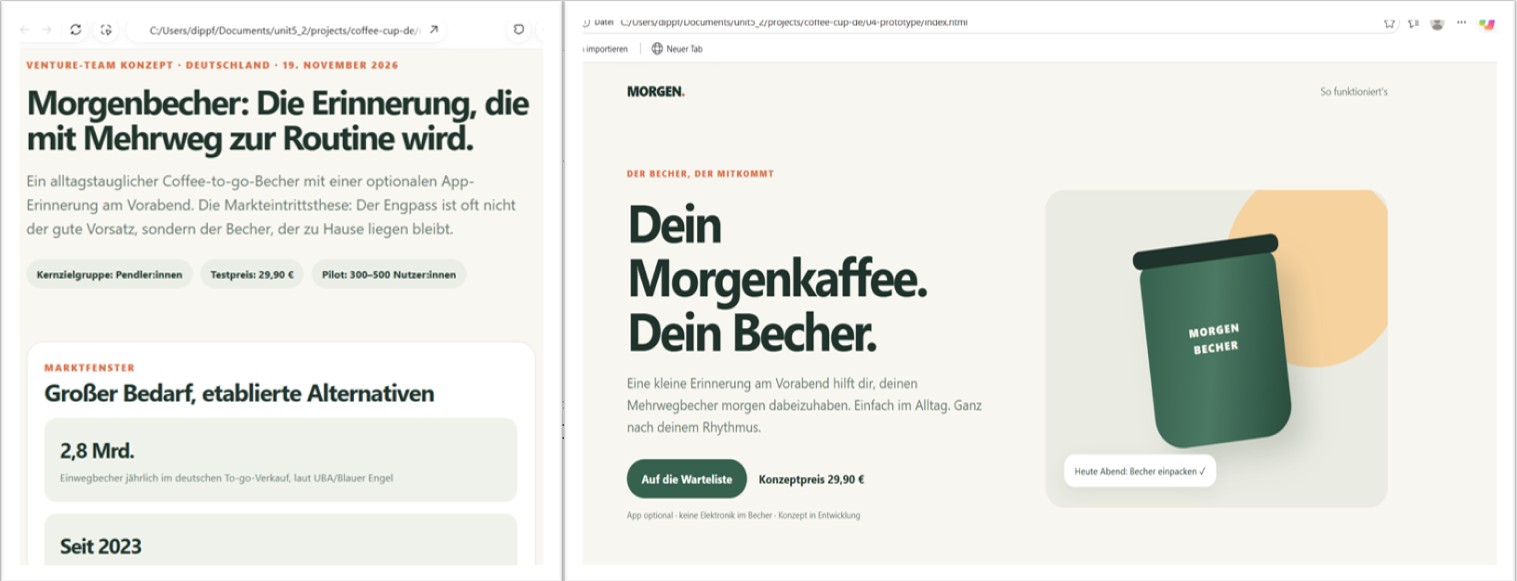 C:/Users/dippf/Documents/unit5_2/projects/coffee-cup-de/
VENTURE-TEAM KONZEPT · DEUTSCHLAND · 19. NOVEMBER 2026
Morgenbecher: Die Erinnerung, die
mit Mehrweg zur Routine wird.
Ein alltagstauglicher Coffee-to-go-Becher mit einer optionalen App-
Erinnerung am Vorabend. Die Markteintrittsthese: Der Engpass ist oft nicht
der gute Vorsatz, sondern der Becher, der zu Hause liegen bleibt.
Kernzielgruppe: Pendler:innen
Testpreis: 29,90 €
Pilot: 300–500 Nutzer:innen
MARKTFENSTER
Großer Bedarf, etablierte Alternativen
2,8 Mrd.
Einwegbecher jährlich im deutschen To-go-Verkauf, laut UBA/Blauer Engel
Seit 2023
Datei C:/Users/dippf/Documents/unit5_2/projects/coffee-cup-de/04-prototype/index.html
importieren
Neuer Tab
MORGEN.
So funktioniert's
DER BECHER, DER MITKOMMT
Dein
Morgenkaffee.
Dein Becher.
Eine kleine Erinnerung am Vorabend hilft dir, deinen
Mehrwegbecher morgen dabeizuhaben. Einfach im Alltag. Ganz
nach deinem Rhythmus.
Auf die Warteliste
Konzeptpreis 29,90 €
App optional · keine Elektronik im Becher · Konzept in Entwicklung
MORGEN
BECHER
Heute Abend: Becher einpacken ✓